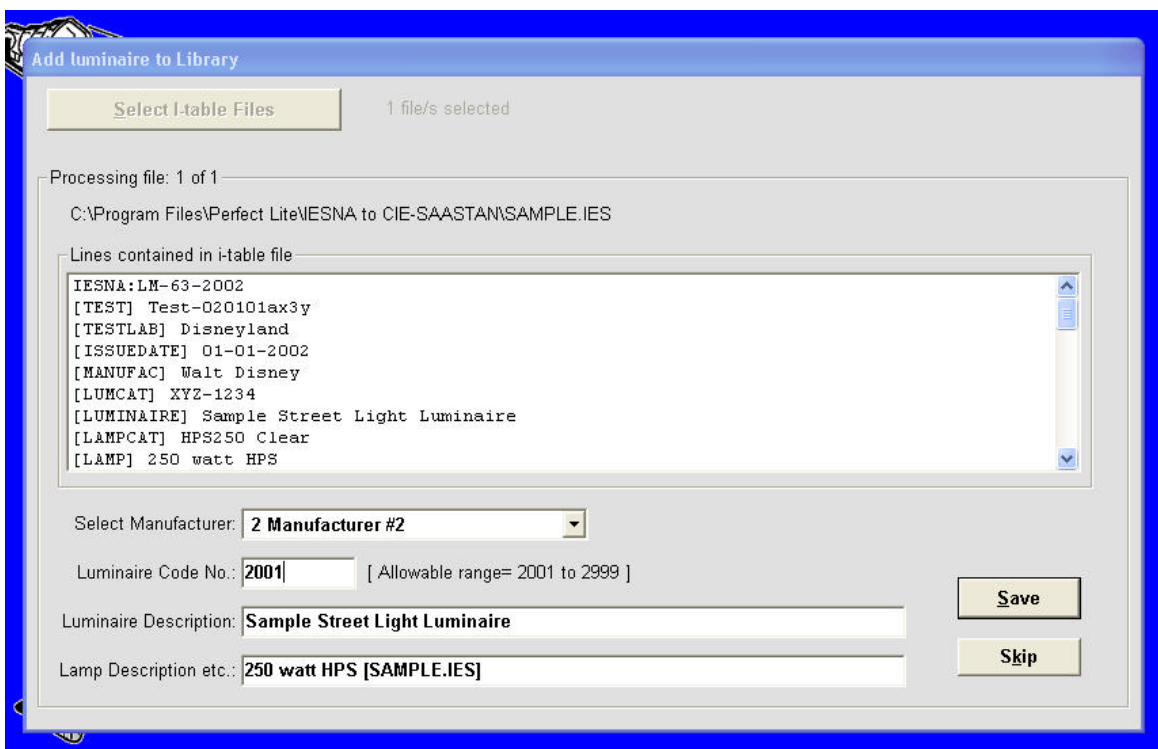 Add luminaire to Library
Select I-table Files
1 file/s selected
Processing file: 1 of 1
C:\Program Files\Perfect Lite\IESNA to CIE-SAASTAN\SAMPLE.IES
Lines contained in i-table file
IESNA:LM-63-2002
[TEST] Test-020101ax3y
[TESTLAB] Disneyland
[ISSUEDATE] 01-01-2002
[MANUFAC] Walt Disney
[LUMCAT] XYZ-1234
[LUMINAIRE] Sample Street Light Luminaire
[LAMPCAT] HPS250 Clear
[LAMP] 250 watt HPS
Select Manufacturer: 2 Manufacturer #2
Luminaire Code No.: 2001 [ Allowable range= 2001 to 2999 ]
Luminaire Description: Sample Street Light Luminaire
Lamp Description etc.: 250 watt HPS [SAMPLE.IES]
Save
Skip